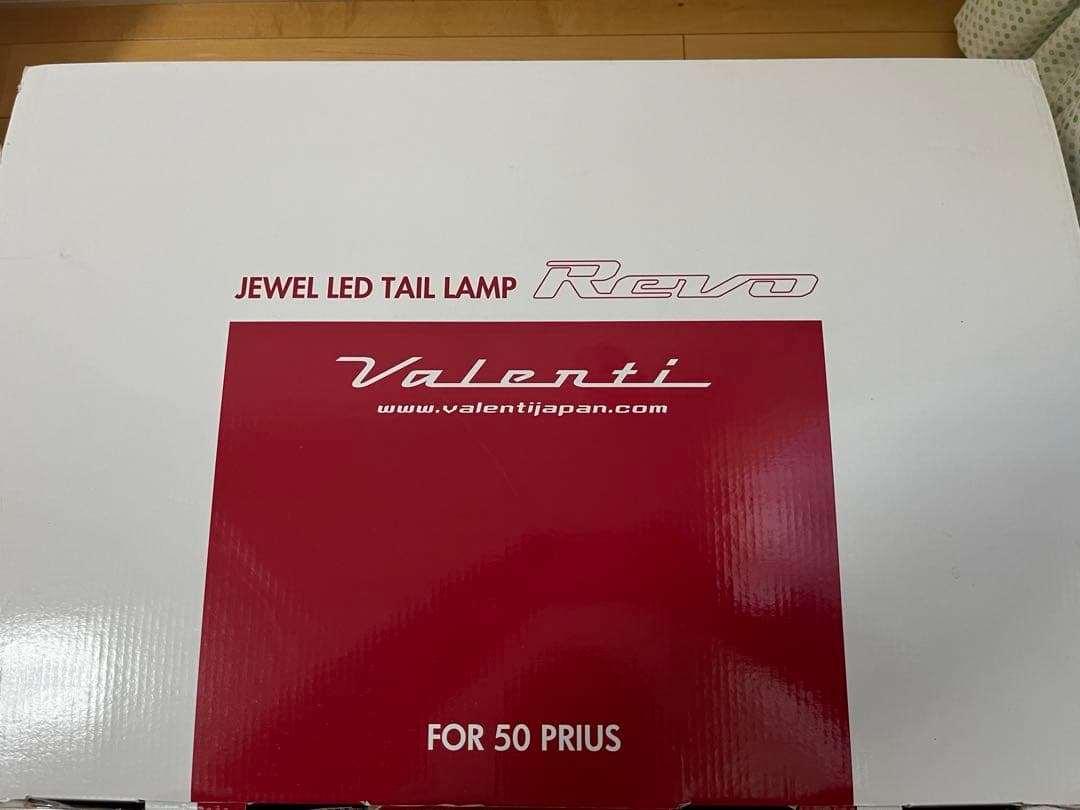 JEWEL LED TAIL LAMP Revo
Valenti
www.valentijapan.com
FOR 50 PRIUS